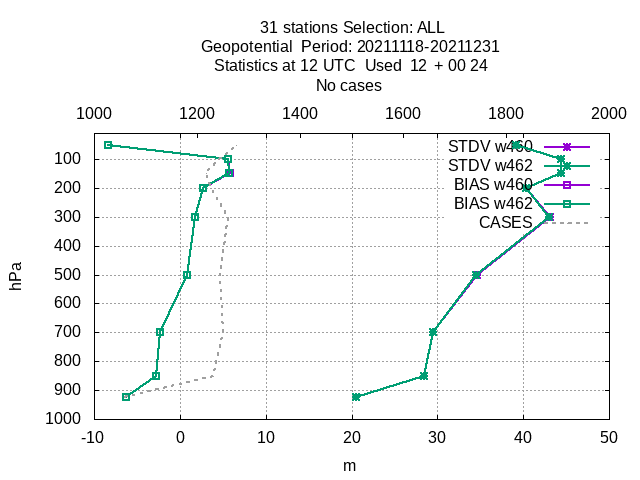 31 stations Selection: ALL
Geopotential  Period: 20211118-20211231
Statistics at 12 UTC  Used  12  + 00 24
No cases
1000 1200 1400 1600 1800 2000
STDV w460
STDV w462
BIAS w460
BIAS w462
CASES
100
200
300
400
500
600
700
800
900
1000
hPa
-10 0 10 20 30 40 50
m